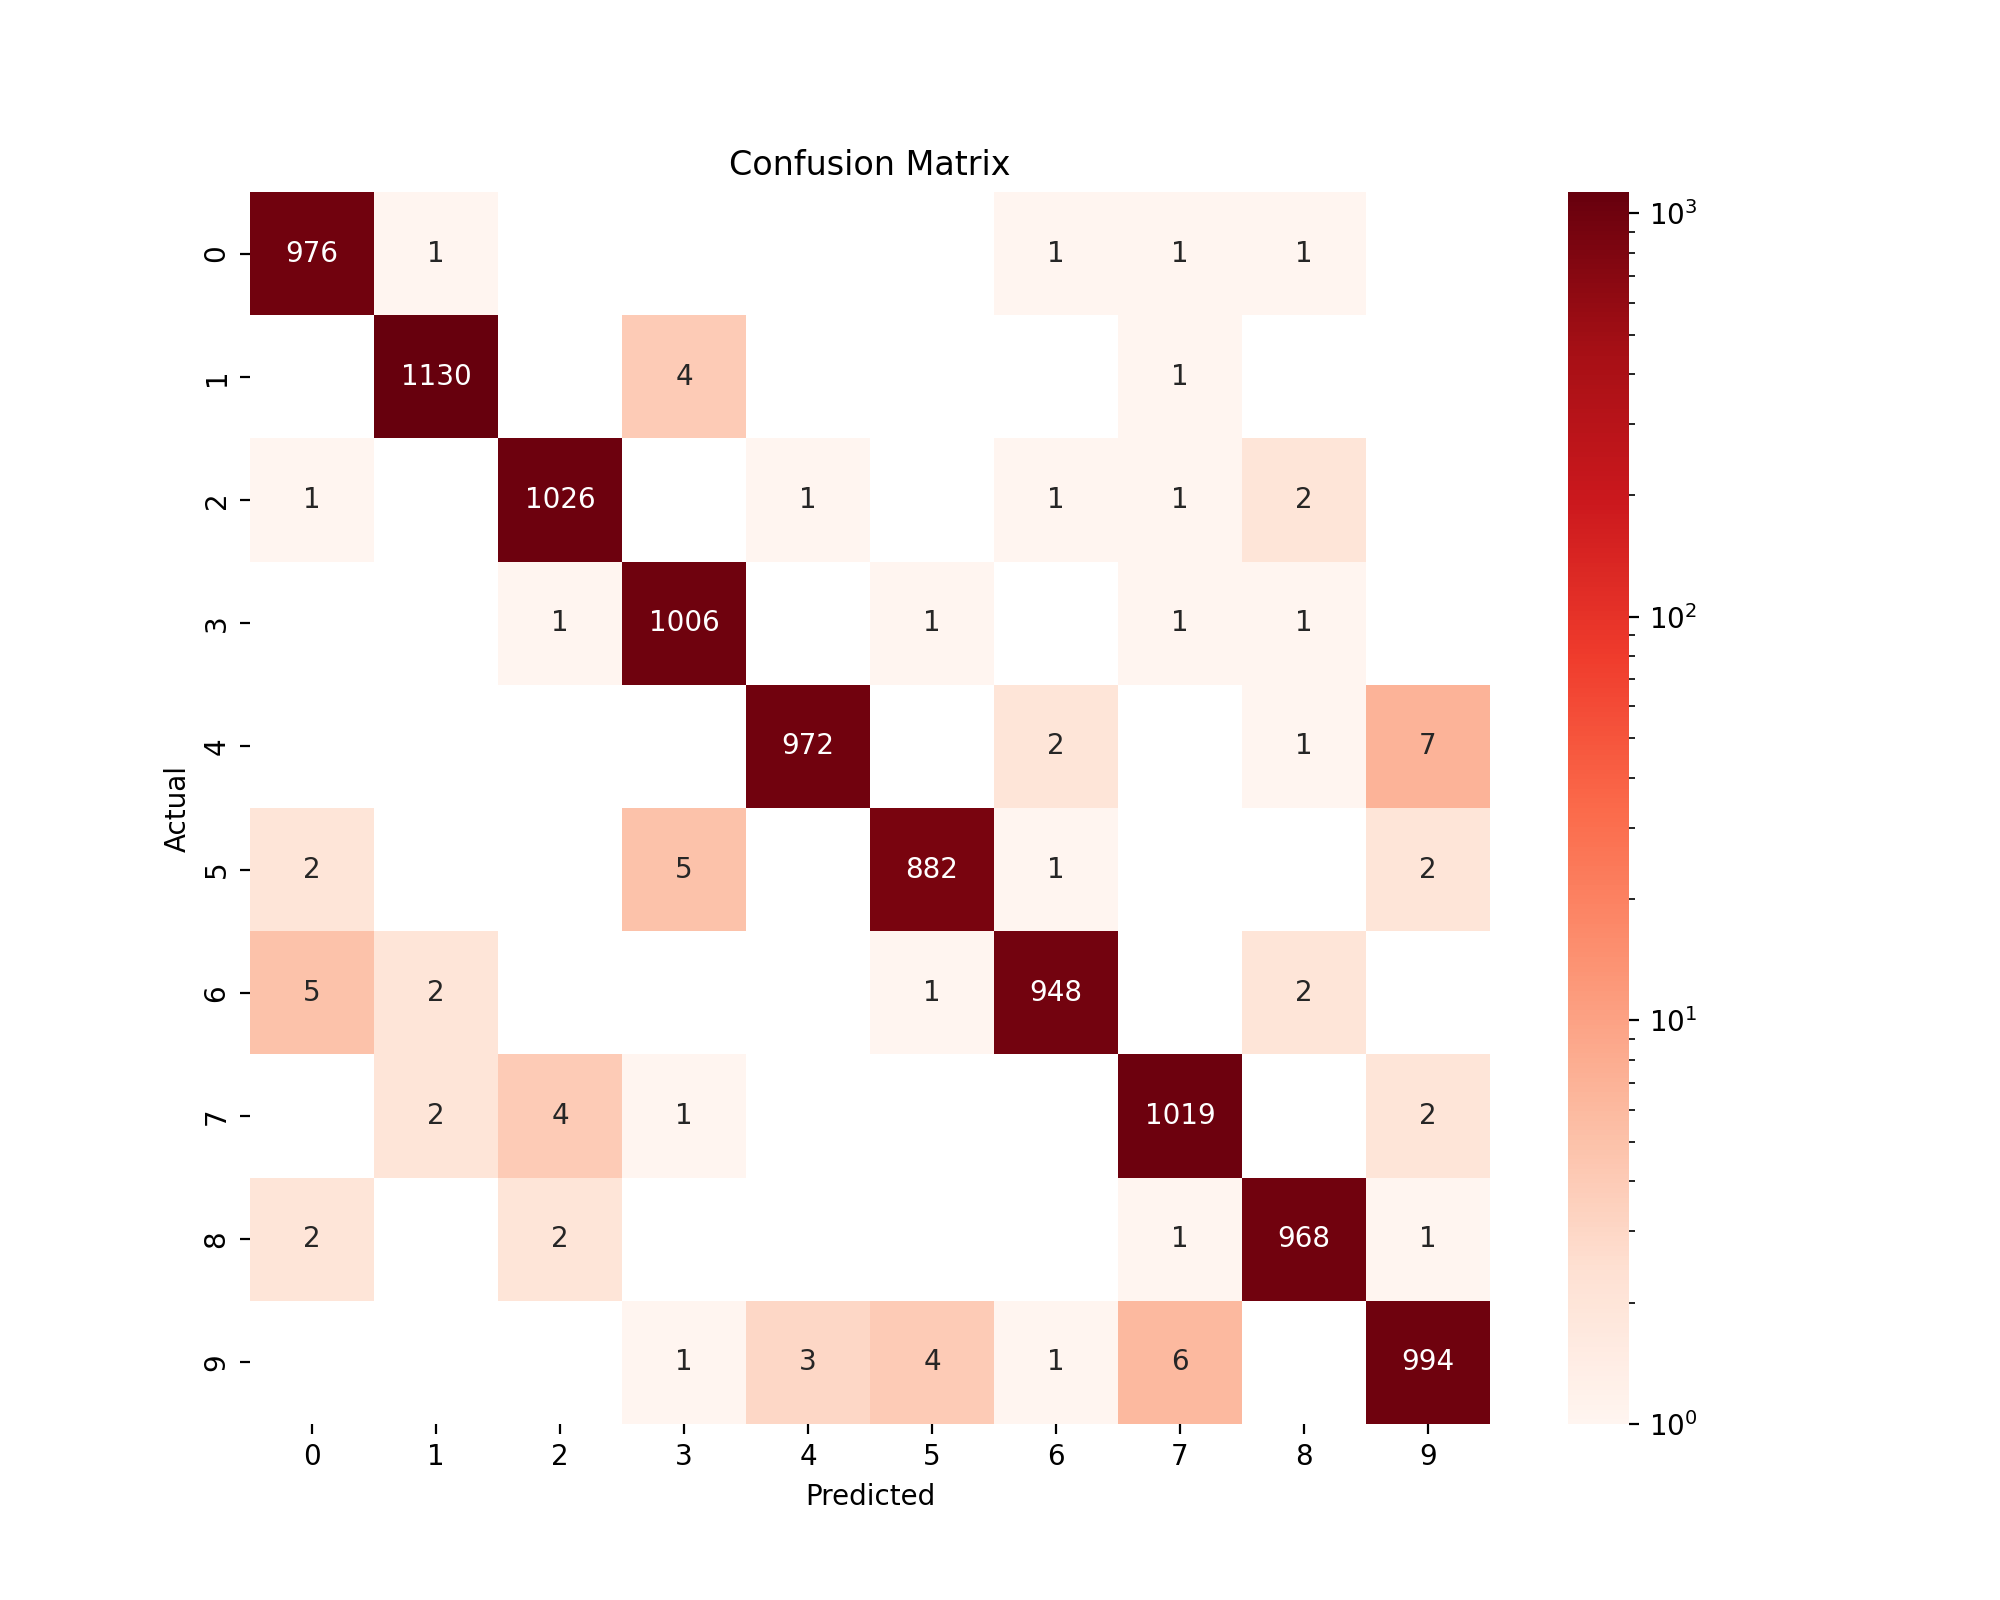 Confusion Matrix
0 976 1 1 1 1
1 1130 4 1
2 1 1026 1 1 1 2
3 1 1006 1 1 1
4 972 2 1 7
5 2 5 882 1 2
6 5 2 1 948 2
7 2 4 1 1019 2
8 2 2 1 968 1
9 1 3 4 1 6 994
0 1 2 3 4 5 6 7 8 9
Predicted
Actual
10³
10²
10¹
10⁰